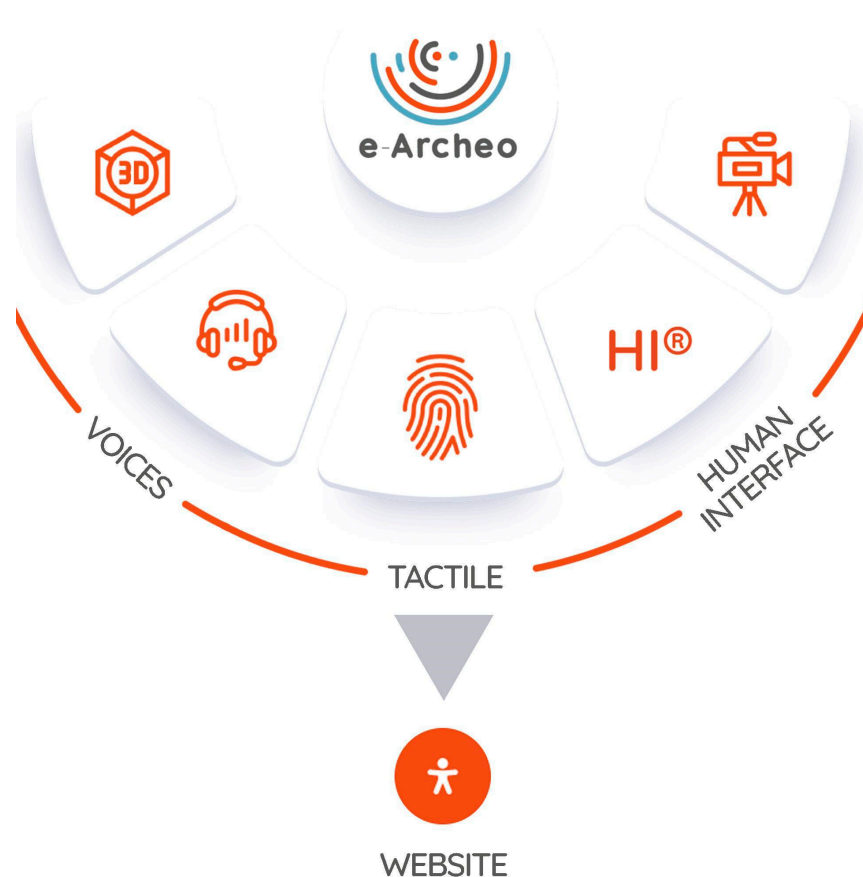 e-Archeo
3D
HI®
VOICES
HUMAN
INTERFACE
TACTILE
WEBSITE